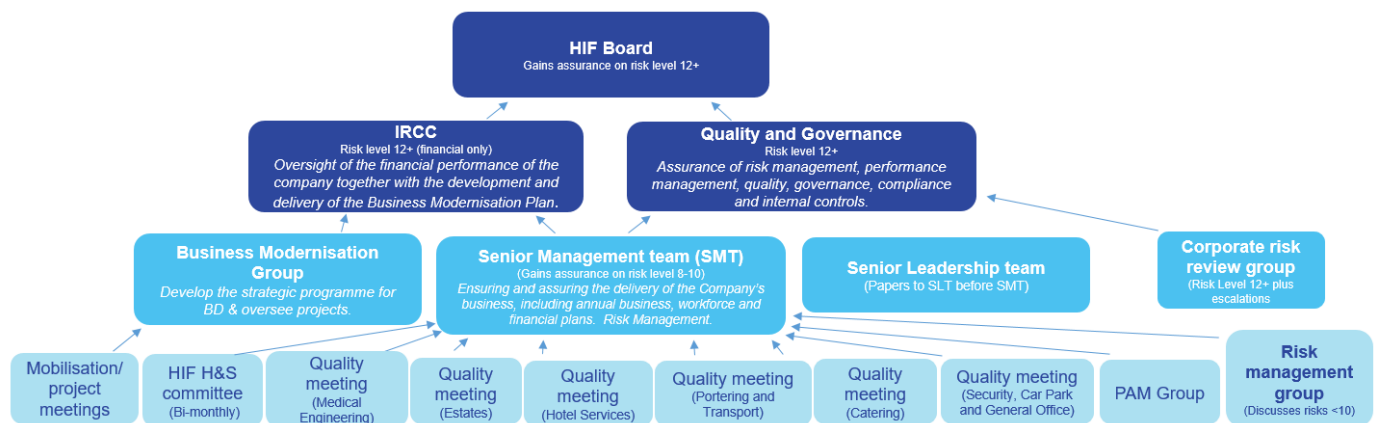 HIF Board
Gains assurance on risk level 12+
IRCC
Risk level 12+ (financial only)
Oversight of the financial performance of the
company together with the development and
delivery of the Business Modernisation Plan.
Quality and Governance
Risk level 12+
Assurance of risk management, performance
management, quality, governance, compliance
and internal controls.
Business Modernisation
Group
Develop the strategic programme for
BD & oversee projects.
Senior Management team (SMT)
(Gains assurance on risk level 8-10)
Ensuring and assuring the delivery of the Company's
business, including annual business, workforce and
financial plans.  Risk Management.
Senior Leadership team
(Papers to SLT before SMT)
Corporate risk
review group
(Risk Level 12+ plus
escalations
Mobilisation/
project
meetings
HIF H&S
committee
(Bi-monthly)
Quality
meeting
(Medical
Engineering)
Quality
meeting
(Estates)
Quality
meeting
(Hotel Services)
Quality meeting
(Portering and
Transport)
Quality
meeting
(Catering)
Quality meeting
(Security, Car Park
and General Office)
PAM Group
Risk
management
group
(Discusses risks <10)